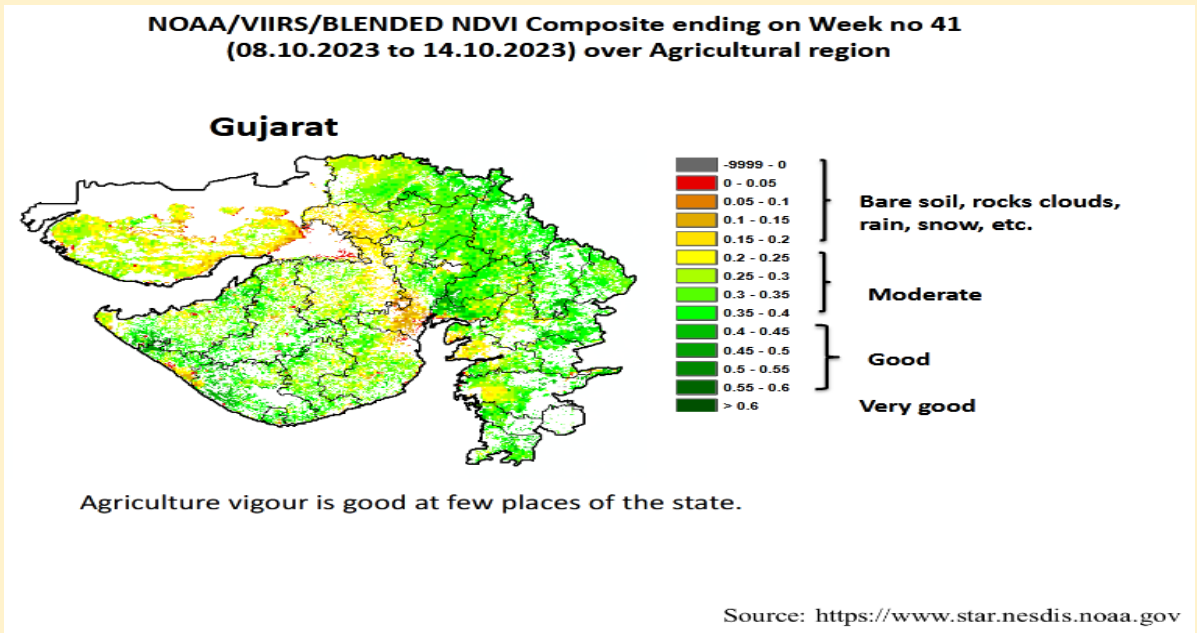 NOAA/VIIRS/BLENDED NDVI Composite ending on Week no 41
(08.10.2023 to 14.10.2023) over Agricultural region
Gujarat
-9999 - 0
0 - 0.05
0.05 - 0.1
0.1 - 0.15
0.15 - 0.2
0.2 - 0.25
0.25 - 0.3
0.3 - 0.35
0.35 - 0.4
0.4 - 0.45
0.45 - 0.5
0.5 - 0.55
0.55 - 0.6
> 0.6
Bare soil, rocks clouds,
rain, snow, etc.
Moderate
Good
Very good
Agriculture vigour is good at few places of the state.
Source: https://www.star.nesdis.noaa.gov